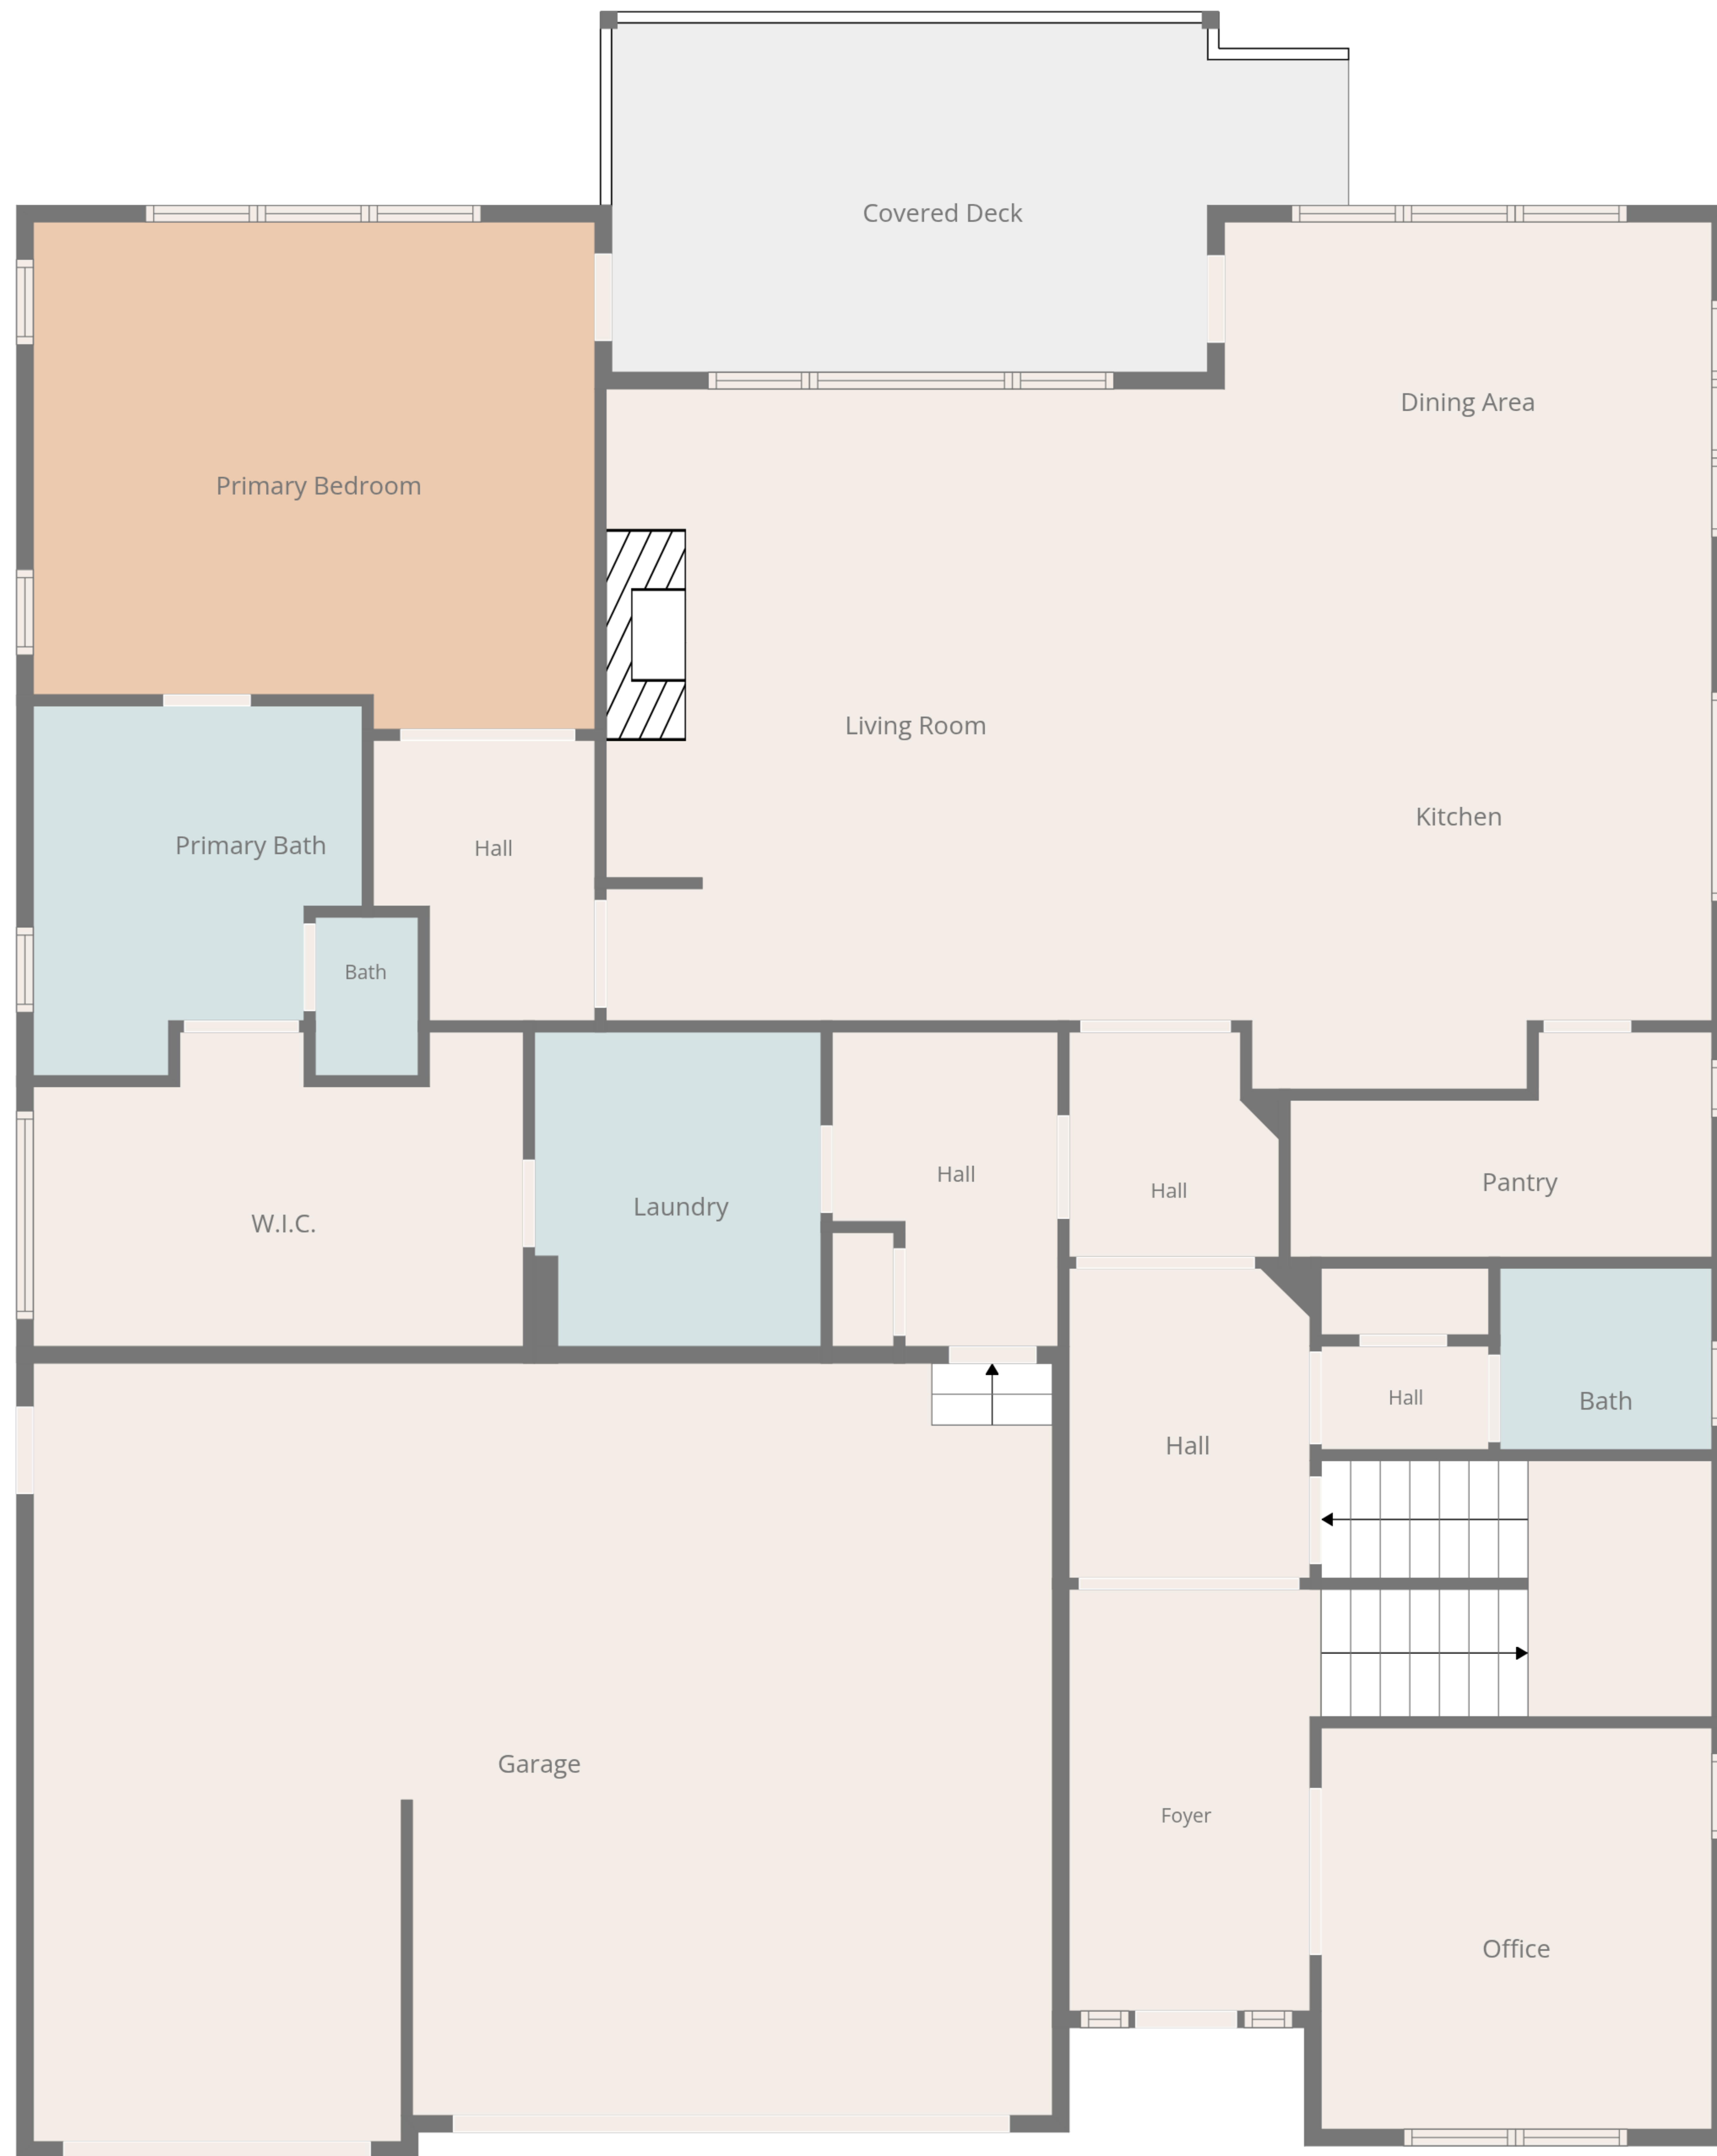 Covered Deck
Dining Area
Primary Bedroom
Living Room
Kitchen
Primary Bath
Hall
Bath
Hall
Hall
Pantry
Laundry
W.I.C.
Hall
Bath
Hall
Garage
Foyer
Office